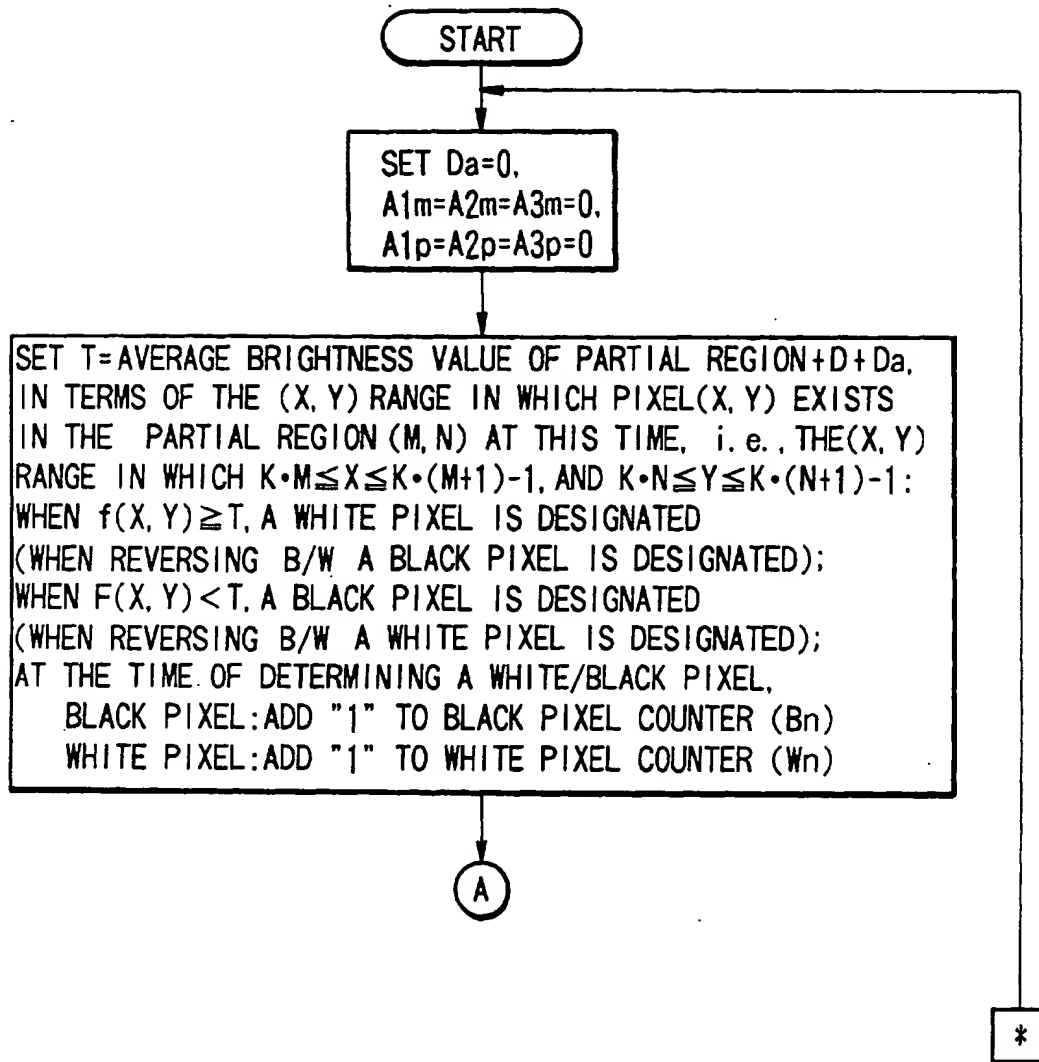 START
SET Da=0,
A1m=A2m=A3m=0,
A1p=A2p=A3p=0
SET T=AVERAGE BRIGHTNESS VALUE OF PARTIAL REGION+D+Da,
IN TERMS OF THE (X, Y) RANGE IN WHICH PIXEL(X, Y) EXISTS
IN THE PARTIAL REGION (M, N) AT THIS TIME, i. e., THE(X, Y)
RANGE IN WHICH K•M≦X≦K•(M+1)-1, AND K•N≦Y≦K•(N+1)-1:
WHEN f(X, Y)≧T, A WHITE PIXEL IS DESIGNATED
(WHEN REVERSING B/W A BLACK PIXEL IS DESIGNATED);
WHEN F(X, Y)<T, A BLACK PIXEL IS DESIGNATED
(WHEN REVERSING B/W A WHITE PIXEL IS DESIGNATED);
AT THE TIME OF DETERMINING A WHITE/BLACK PIXEL,
BLACK PIXEL:ADD "1" TO BLACK PIXEL COUNTER (Bn)
WHITE PIXEL:ADD "1" TO WHITE PIXEL COUNTER (Wn)
A
*